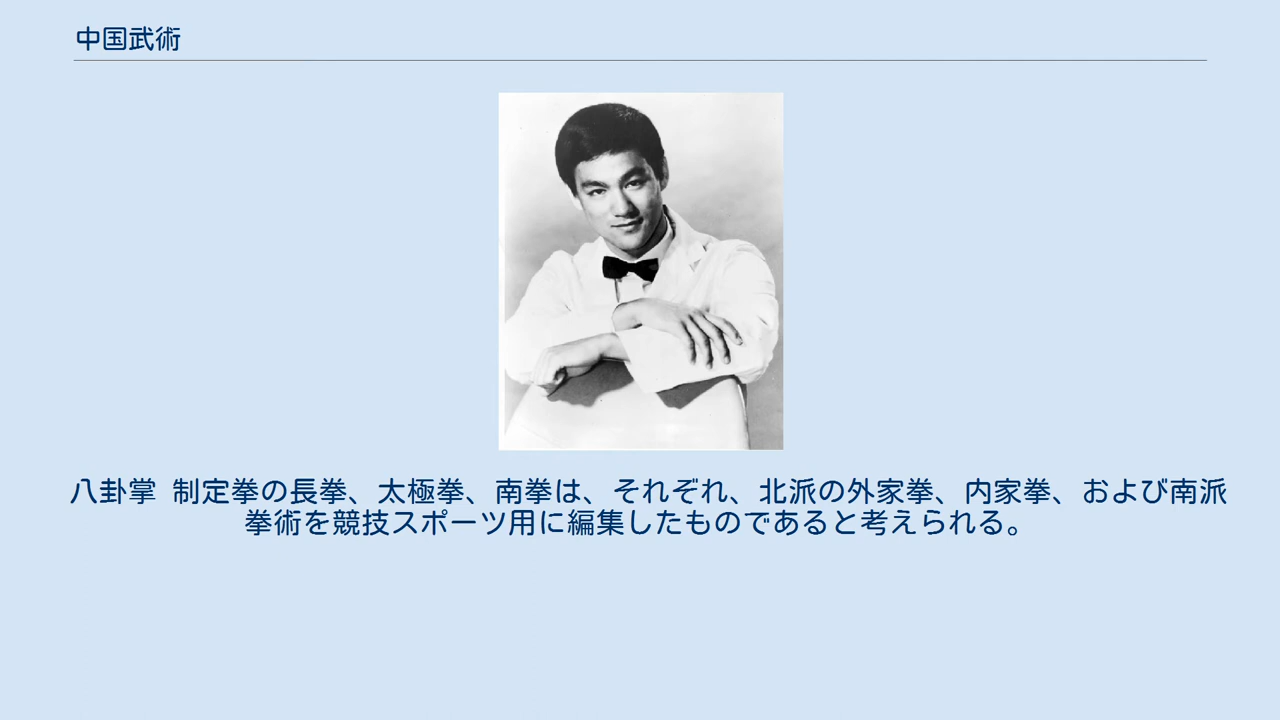 中国武術
八卦掌 制定拳の長拳、太極拳、南拳は、それぞれ、北派の外家拳、内家拳、および南派
拳術を競技スポーツ用に編集したものであると考えられる。